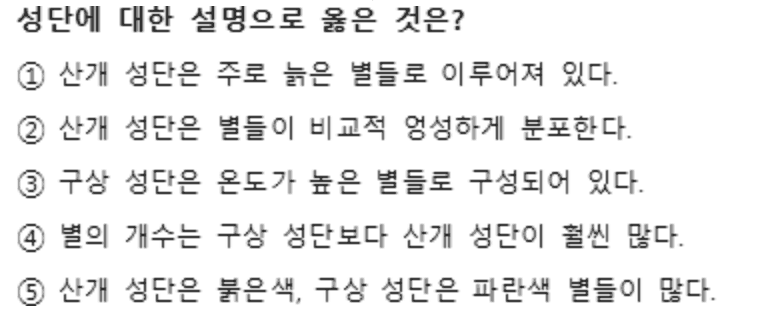 성단에 대한 설명으로 옳은 것은?
① 산개 성단은 주로 늙은 별들로 이루어져 있다.
② 산개 성단은 별들이 비교적 엉성하게 분포한다.
③ 구상 성단은 온도가 높은 별들로 구성되어 있다.
④ 별의 개수는 구상 성단보다 산개 성단이 훨씬 많다.
⑤ 산개 성단은 붉은색, 구상 성단은 파란색 별들이 많다.